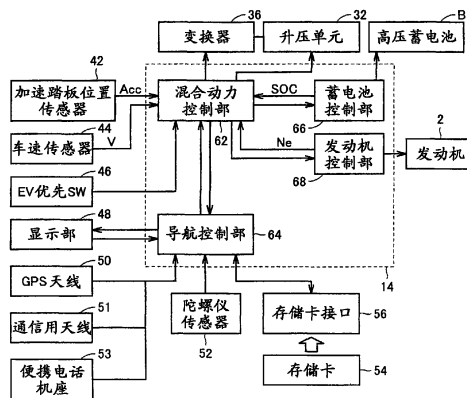 36
变换器
32
升压单元
B
高压蓄电池
42
加速踏板位置
传感器
Acc
混合动力
控制部
62
SOC
蓄电池
控制部
66
44
车速传感器
V
Ne
发动机
控制部
68
2
发动机
46
EV优先SW
48
显示部
导航控制部
64
50
GPS天线
14
51
通信用天线
陀螺仪
传感器
52
存储卡接口
56
53
便携电话
机座
存储卡
54